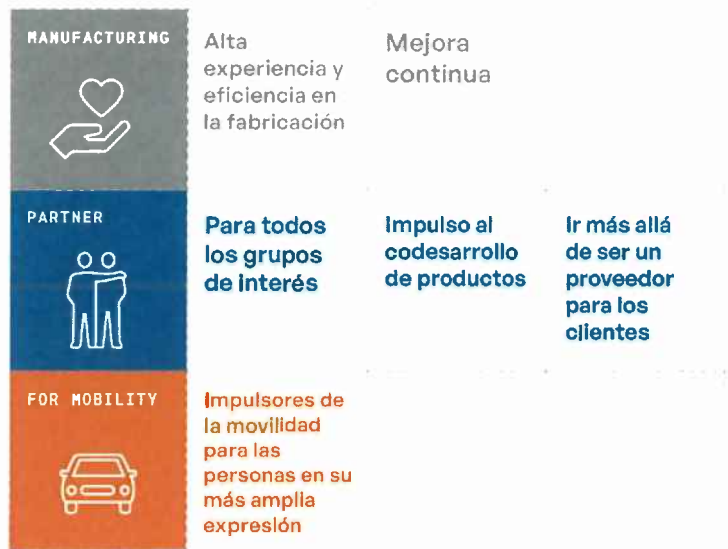 MANUFACTURING
Alta
experiencia y
eficiencia en
la fabricación
Mejora
continua
PARTNER
Para todos
los grupos
de interés
Impulso al
codesarrollo
de productos
Ir más allá
de ser un
proveedor
para los
clientes
FOR MOBILITY
Impulsores de
la movilidad
para las
personas en su
más amplia
expresión